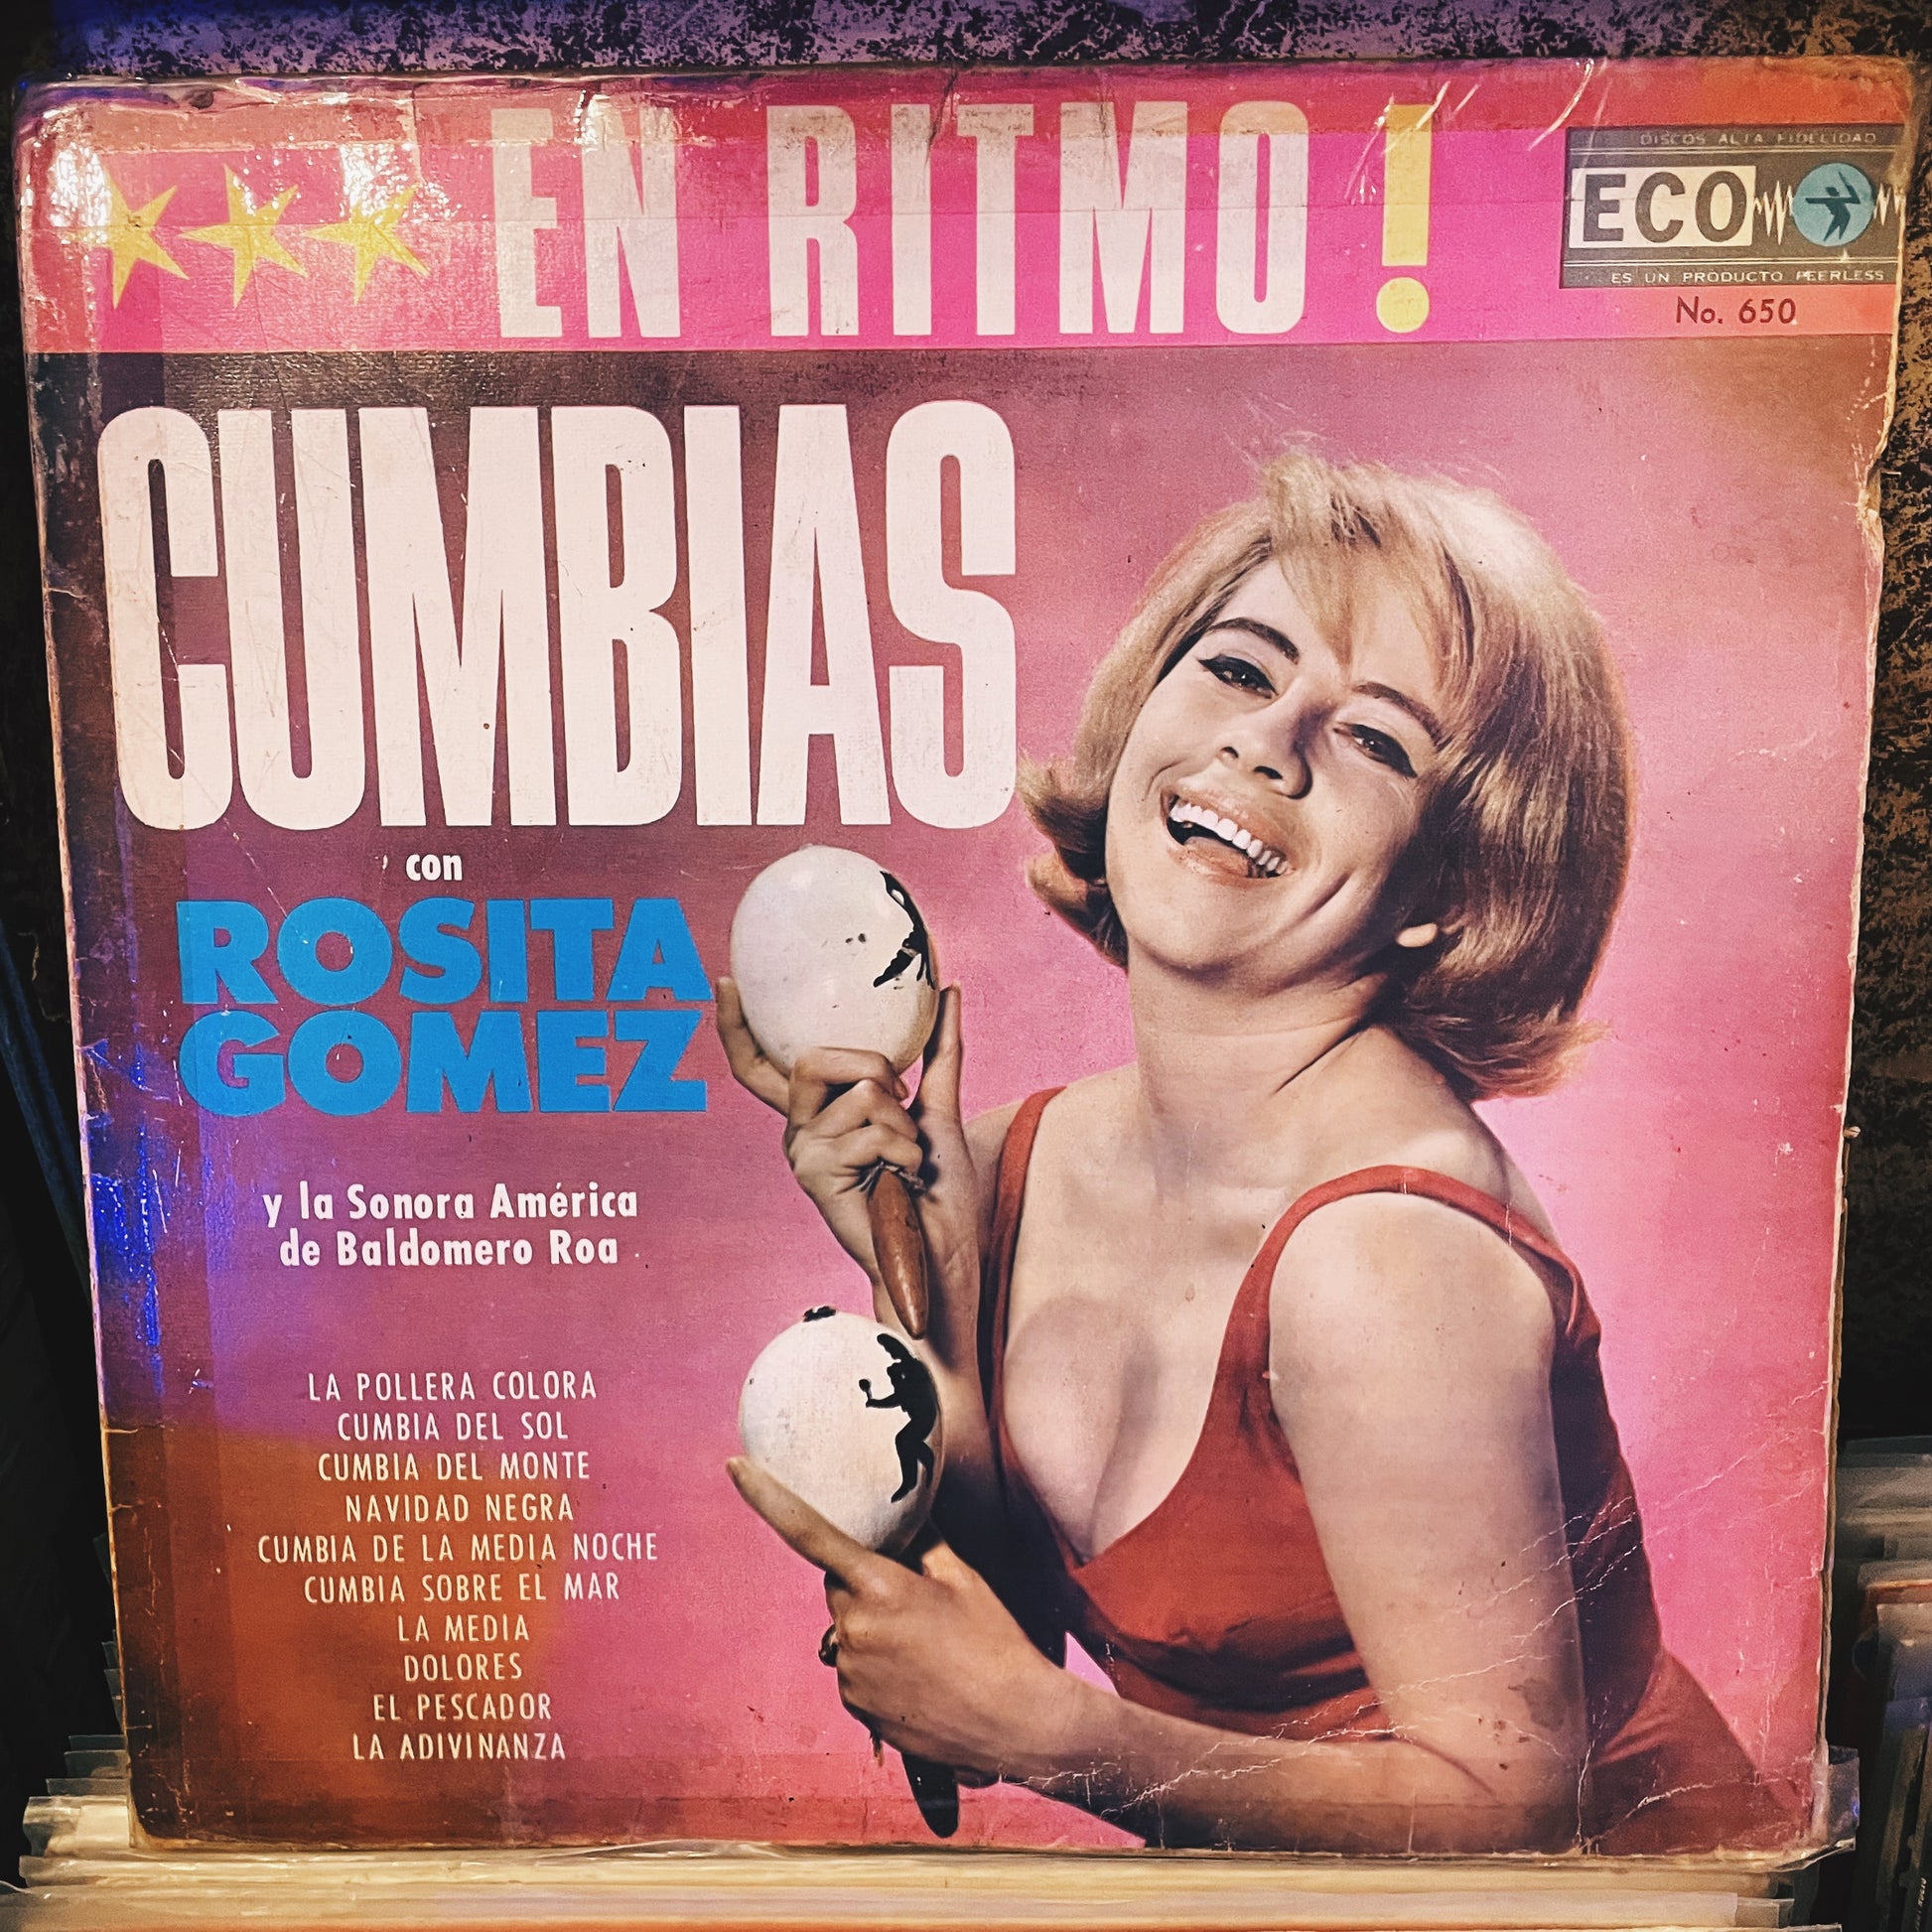 EN RITMO!
DISCOS ALTA FIDELIDAD
ECO
ES UN PRODUCTO PEERLESS
No. 650
CUMBIAS
con
ROSITA
GOMEZ
y la Sonora América
de Baldomero Roa
LA POLLERA COLORA
CUMBIA DEL SOL
CUMBIA DEL MONTE
NAVIDAD NEGRA
CUMBIA DE LA MEDIA NOCHE
CUMBIA SOBRE EL MAR
LA MEDIA
DOLORES
EL PESCADOR
LA ADIVINANZA